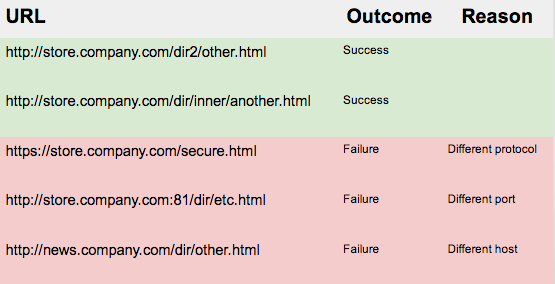 URL Outcome Reason
http://store.company.com/dir2/other.html Success
http://store.company.com/dir/inner/another.html Success
https://store.company.com/secure.html Failure Different protocol
http://store.company.com:81/dir/etc.html Failure Different port
http://news.company.com/dir/other.html Failure Different host